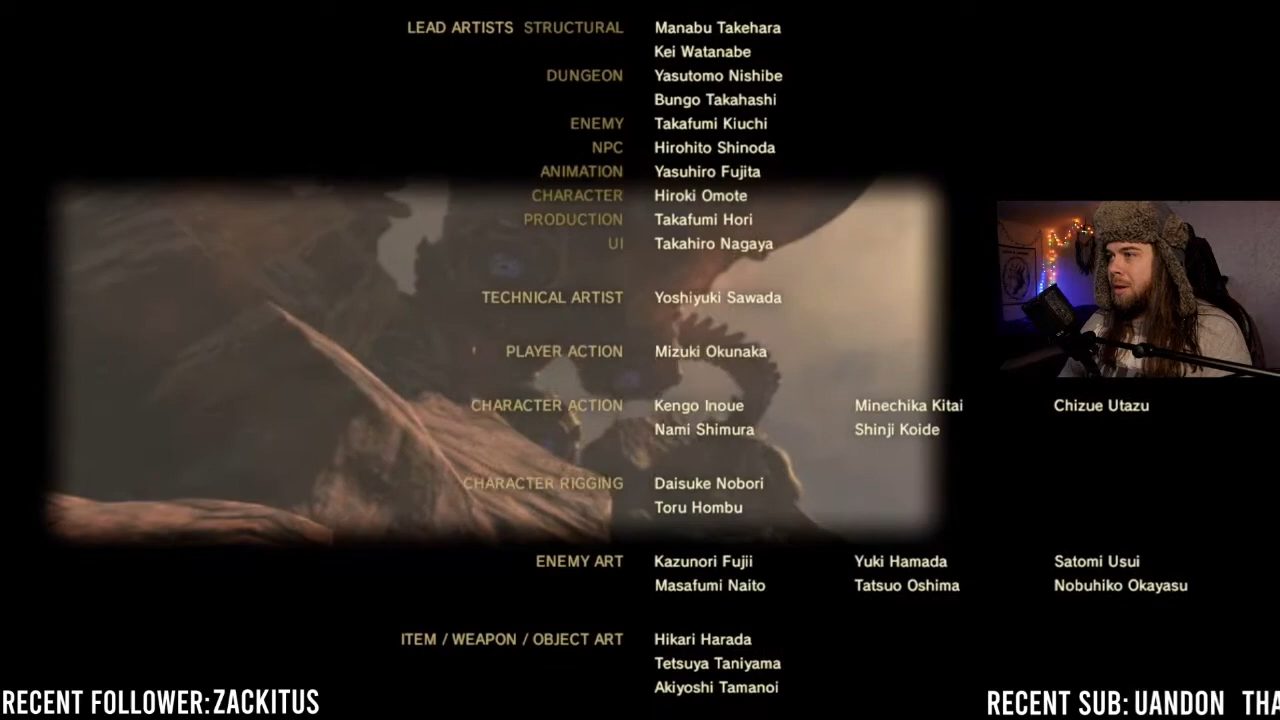 LEAD ARTISTS STRUCTURAL Manabu Takehara
Kei Watanabe
DUNGEON Yasutomo Nishibe
Bungo Takahashi
ENEMY Takafumi Kiuchi
NPC Hirohito Shinoda
ANIMATION Yasuhiro Fujita
CHARACTER Hiroki Omote
PRODUCTION Takafumi Hori
UI Takahiro Nagaya
TECHNICAL ARTIST Yoshiyuki Sawada
PLAYER ACTION Mizuki Okunaka
CHARACTER ACTION Kengo Inoue Minechika Kitai Chizue Utazu
Nami Shimura Shinji Koide
CHARACTER RIGGING Daisuke Nobori
Toru Hombu
ENEMY ART Kazunori Fujii Yuki Hamada Satomi Usui
Masafumi Naito Tatsuo Oshima Nobuhiko Okayasu
ITEM / WEAPON / OBJECT ART Hikari Harada
Tetsuya Taniyama
Akiyoshi Tamanoi
RECENT FOLLOWER: ZACKITUS RECENT SUB: UANDON THA